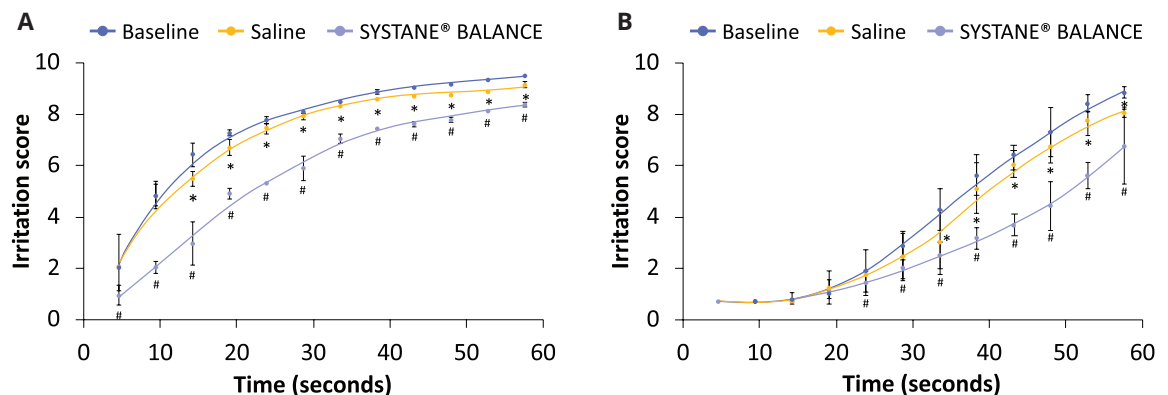 A
Baseline Saline SYSTANE® BALANCE
10
8
6
4
2
0
Irritation score
* * * * * * * * * *
# # # # # # # # # # # #
0 10 20 30 40 50 60
Time (seconds)
B
Baseline Saline SYSTANE® BALANCE
10
8
6
4
2
0
Irritation score
* * * * * *
# # # # # # # #
0 10 20 30 40 50 60
Time (seconds)